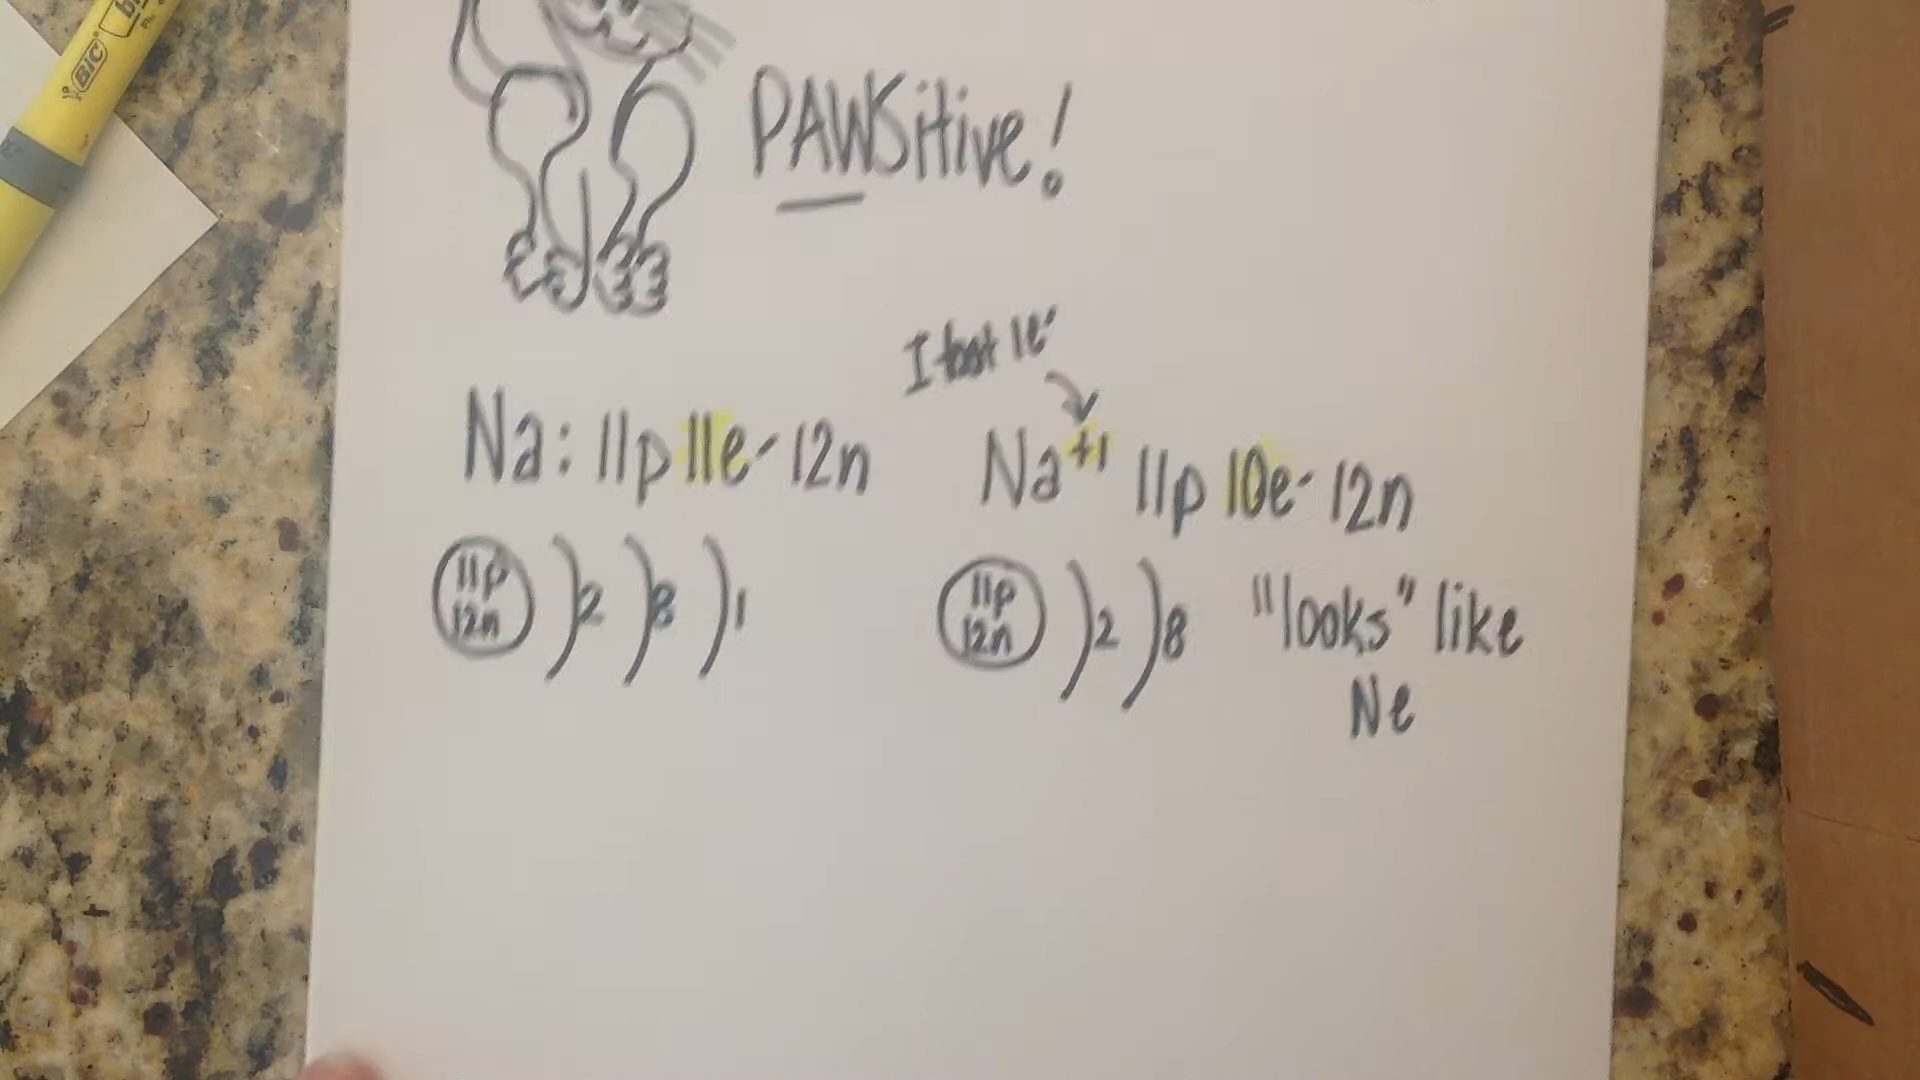 BIC
PAWSitive!
I lost 1e-
Na: 11p 11e- 12n
Na+1 11p 10e- 12n
11p
12n
)2 )8 )1
11p
12n
)2 )8
"looks" like
Ne